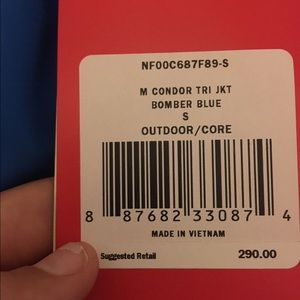 NF00C687F89-S
M CONDOR TRI JKT
BOMBER BLUE
S
OUTDOOR/CORE
8 87682 33087 4
MADE IN VIETNAM
Suggested Retail 290.00